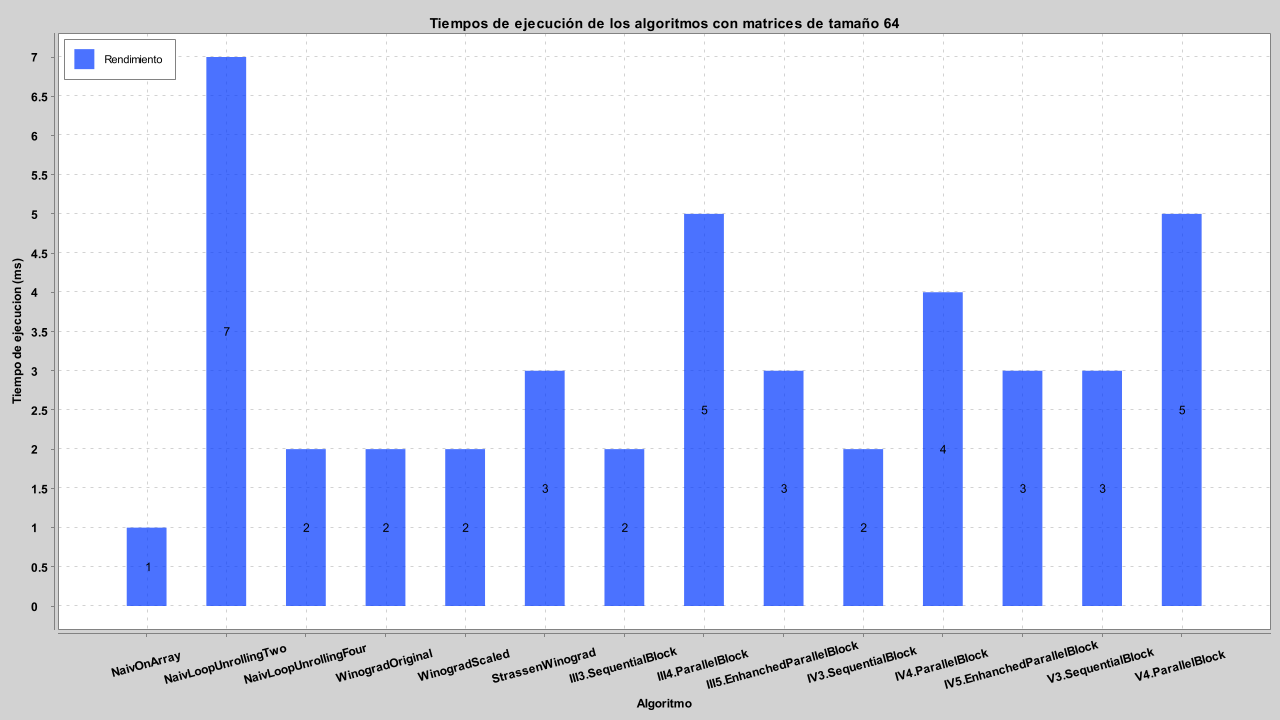 Tiempos de ejecución de los algoritmos con matrices de tamaño 64
Rendimiento
Tiempo de ejecucion (ms)
7
6.5
6
5.5
5
4.5
4
3.5
3
2.5
2
1.5
1
0.5
0
1
7
2
2
2
3
2
5
3
2
4
3
3
5
NaivOnArray
NaivLoopUnrollingTwo
NaivLoopUnrollingFour
WinogradOriginal
WinogradScaled
StrassenWinograd
III3.SequentialBlock
III4.ParallelBlock
III5.EnhanchedParallelBlock
IV3.SequentialBlock
IV4.ParallelBlock
IV5.EnhanchedParallelBlock
V3.SequentialBlock
V4.ParallelBlock
Algoritmo